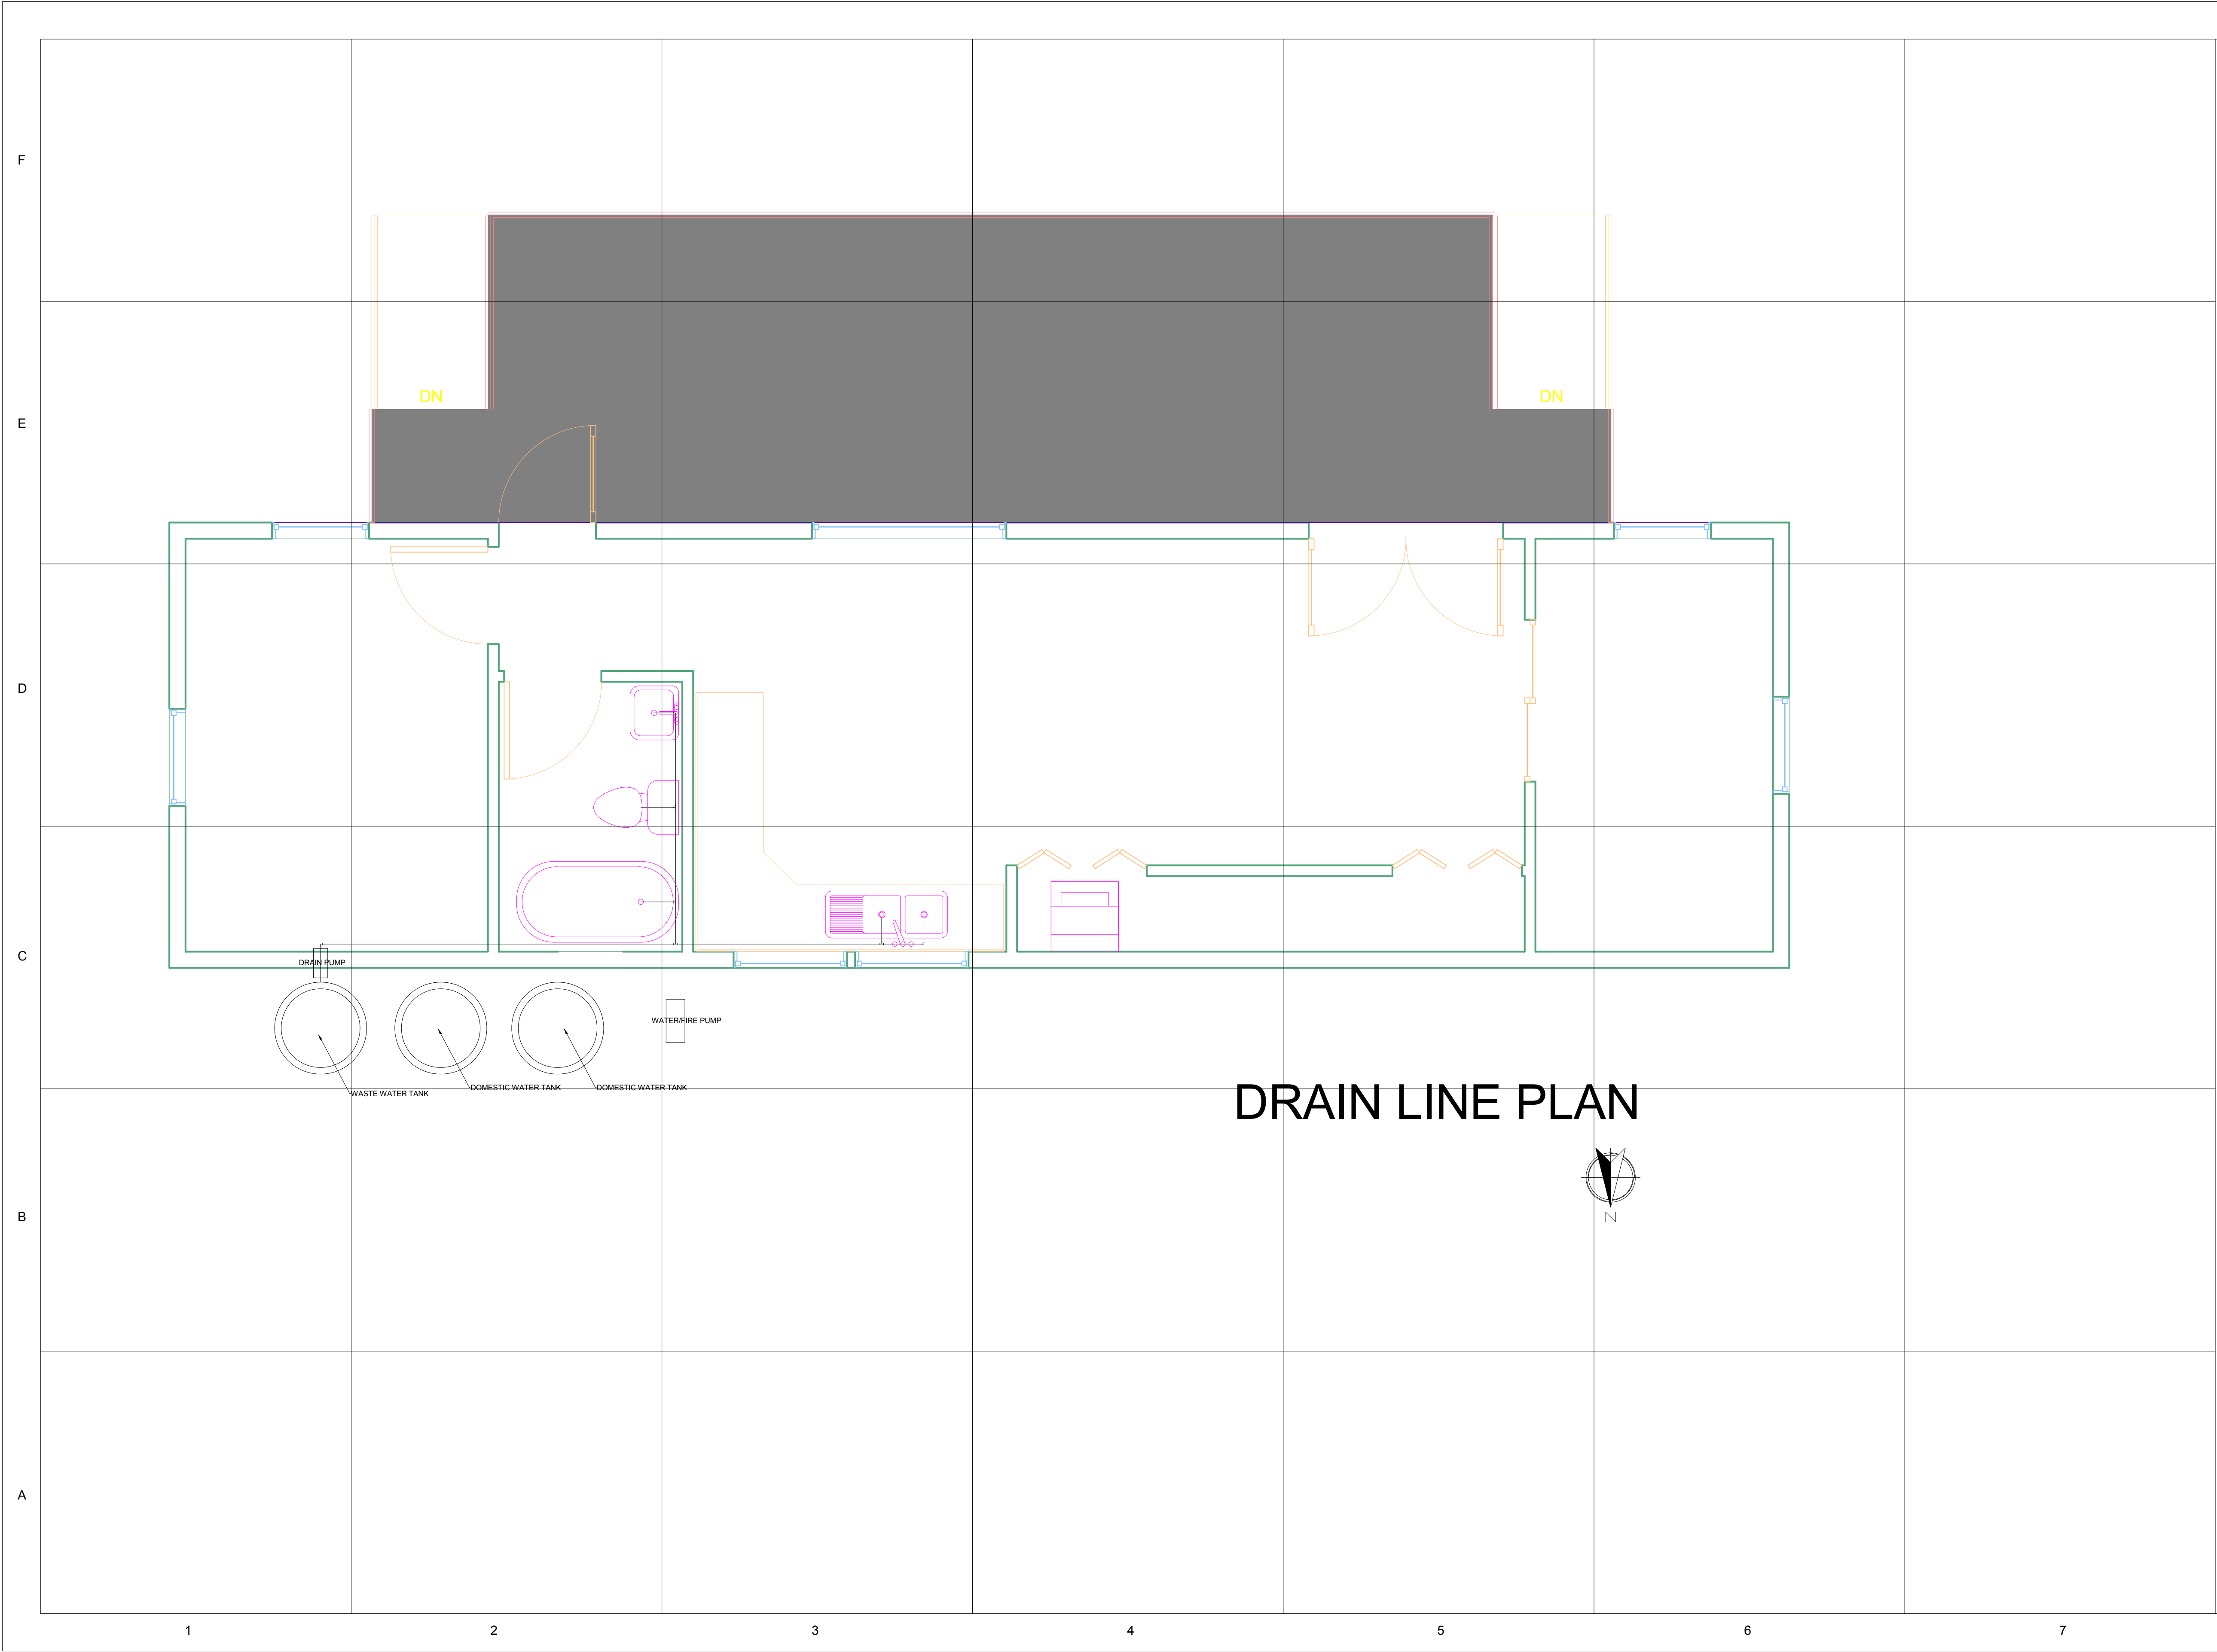 F
DN
DN
E
D
C
DRAIN PUMP
WATER/FIRE PUMP
WASTE WATER TANK
DOMESTIC WATER TANK
DOMESTIC WATER TANK
DRAIN LINE PLAN
N
B
A
1
2
3
4
5
6
7